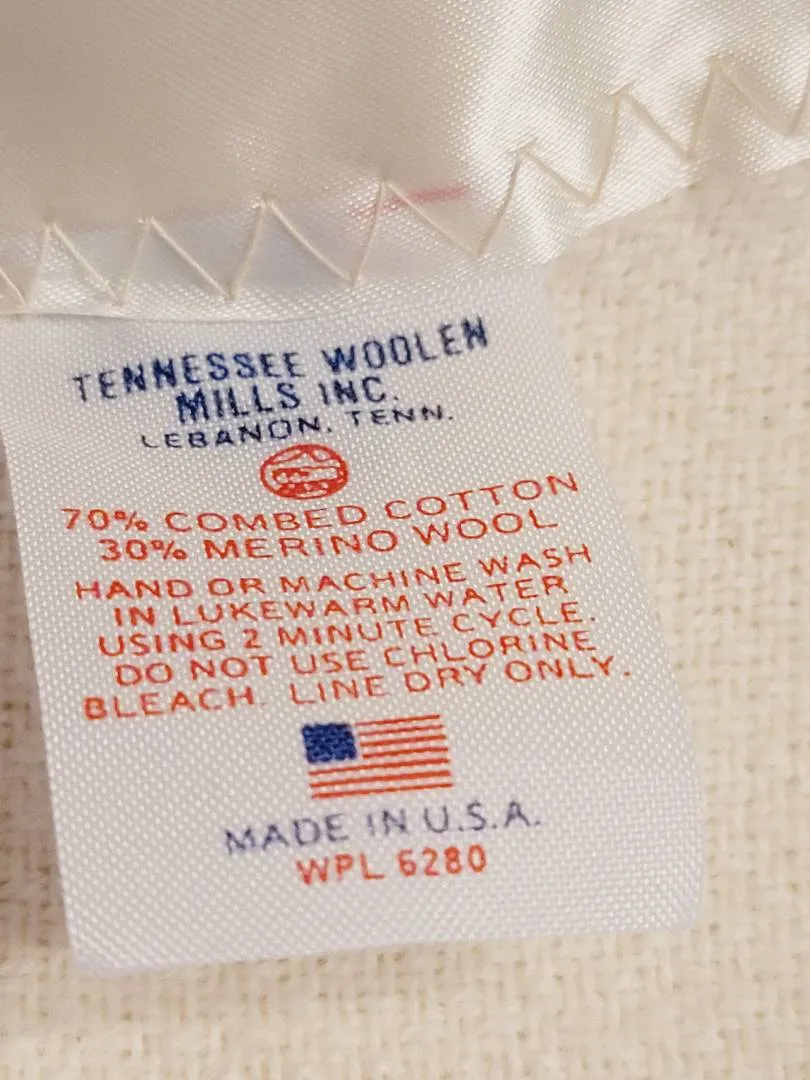 TENNESSEE WOOLEN
MILLS INC.
LEBANON, TENN.
70% COMBED COTTON
30% MERINO WOOL
HAND OR MACHINE WASH
IN LUKEWARM WATER
USING 2 MINUTE CYCLE.
DO NOT USE CHLORINE
BLEACH. LINE DRY ONLY.
MADE IN U.S.A.
WPL 6280